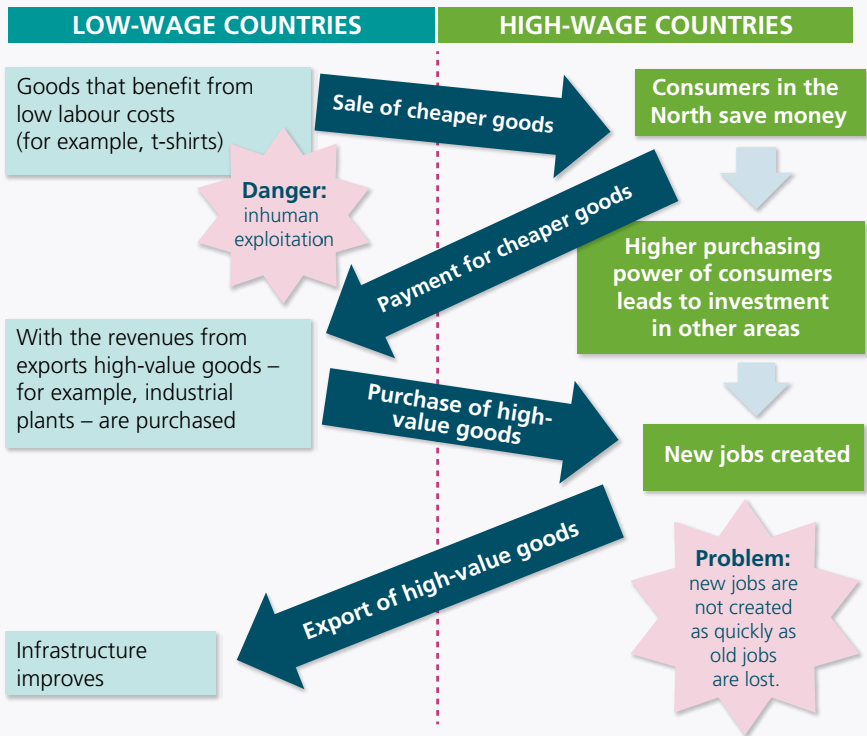 LOW-WAGE COUNTRIES
HIGH-WAGE COUNTRIES
Goods that benefit from
low labour costs
(for example, t-shirts)
Danger:
inhuman
exploitation
Sale of cheaper goods
Consumers in the
North save money
Payment for cheaper goods
Higher purchasing
power of consumers
leads to investment
in other areas
With the revenues from
exports high-value goods –
for example, industrial
plants – are purchased
Purchase of high-
value goods
New jobs created
Export of high-value goods
Problem:
new jobs are
not created
as quickly as
old jobs
are lost.
Infrastructure
improves